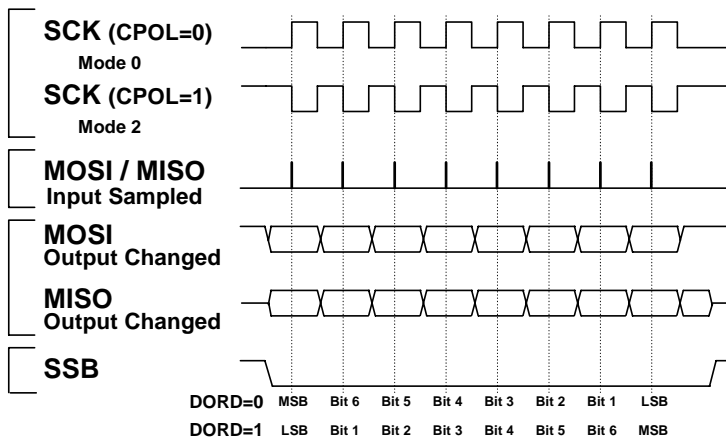 SCK (CPOL=0)
Mode 0
SCK (CPOL=1)
Mode 2
MOSI / MISO
Input Sampled
MOSI
Output Changed
MISO
Output Changed
SSB
DORD=0 MSB Bit 6 Bit 5 Bit 4 Bit 3 Bit 2 Bit 1 LSB
DORD=1 LSB Bit 1 Bit 2 Bit 3 Bit 4 Bit 5 Bit 6 MSB